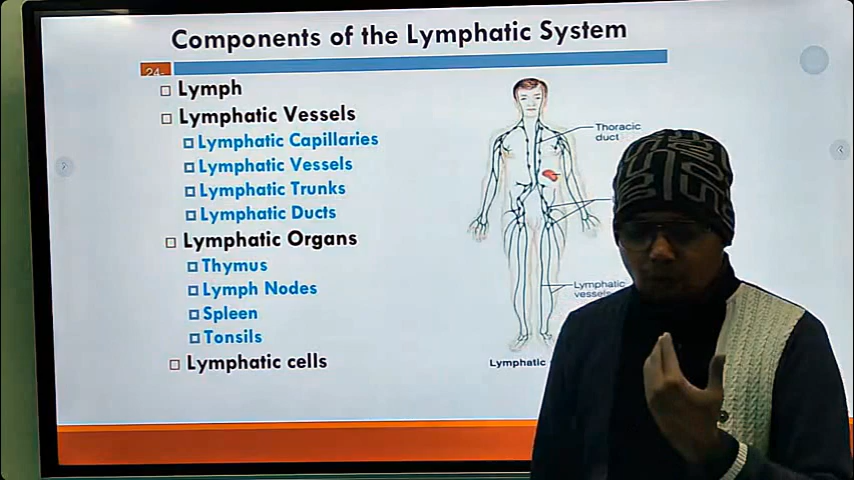 Components of the Lymphatic System
24-
Lymph
Lymphatic Vessels
Lymphatic Capillaries
Lymphatic Vessels
Lymphatic Trunks
Lymphatic Ducts
Lymphatic Organs
Thymus
Lymph Nodes
Spleen
Tonsils
Lymphatic cells
Thoracic
duct
Lymphatic
vessels
Lymphatic